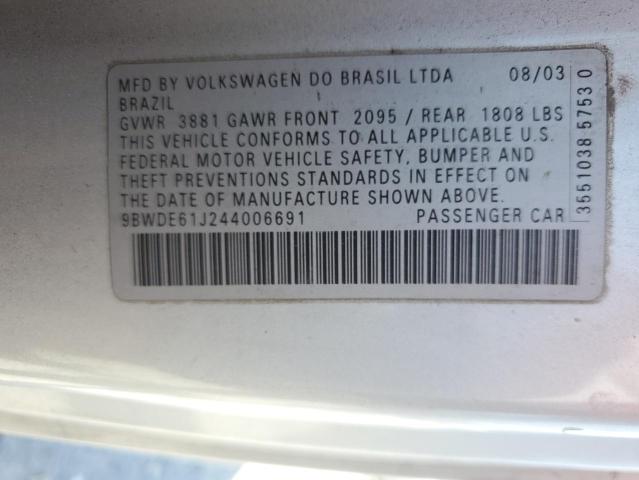 MFD BY VOLKSWAGEN DO BRASIL LTDA 08/03
BRAZIL
GVWR 3881 GAWR FRONT 2095 / REAR 1808 LBS
THIS VEHICLE CONFORMS TO ALL APPLICABLE U.S.
FEDERAL MOTOR VEHICLE SAFETY, BUMPER AND
THEFT PREVENTIONS STANDARDS IN EFFECT ON
THE DATE OF MANUFACTURE SHOWN ABOVE.
9BWDE61J244006691 PASSENGER CAR
3551038 57530